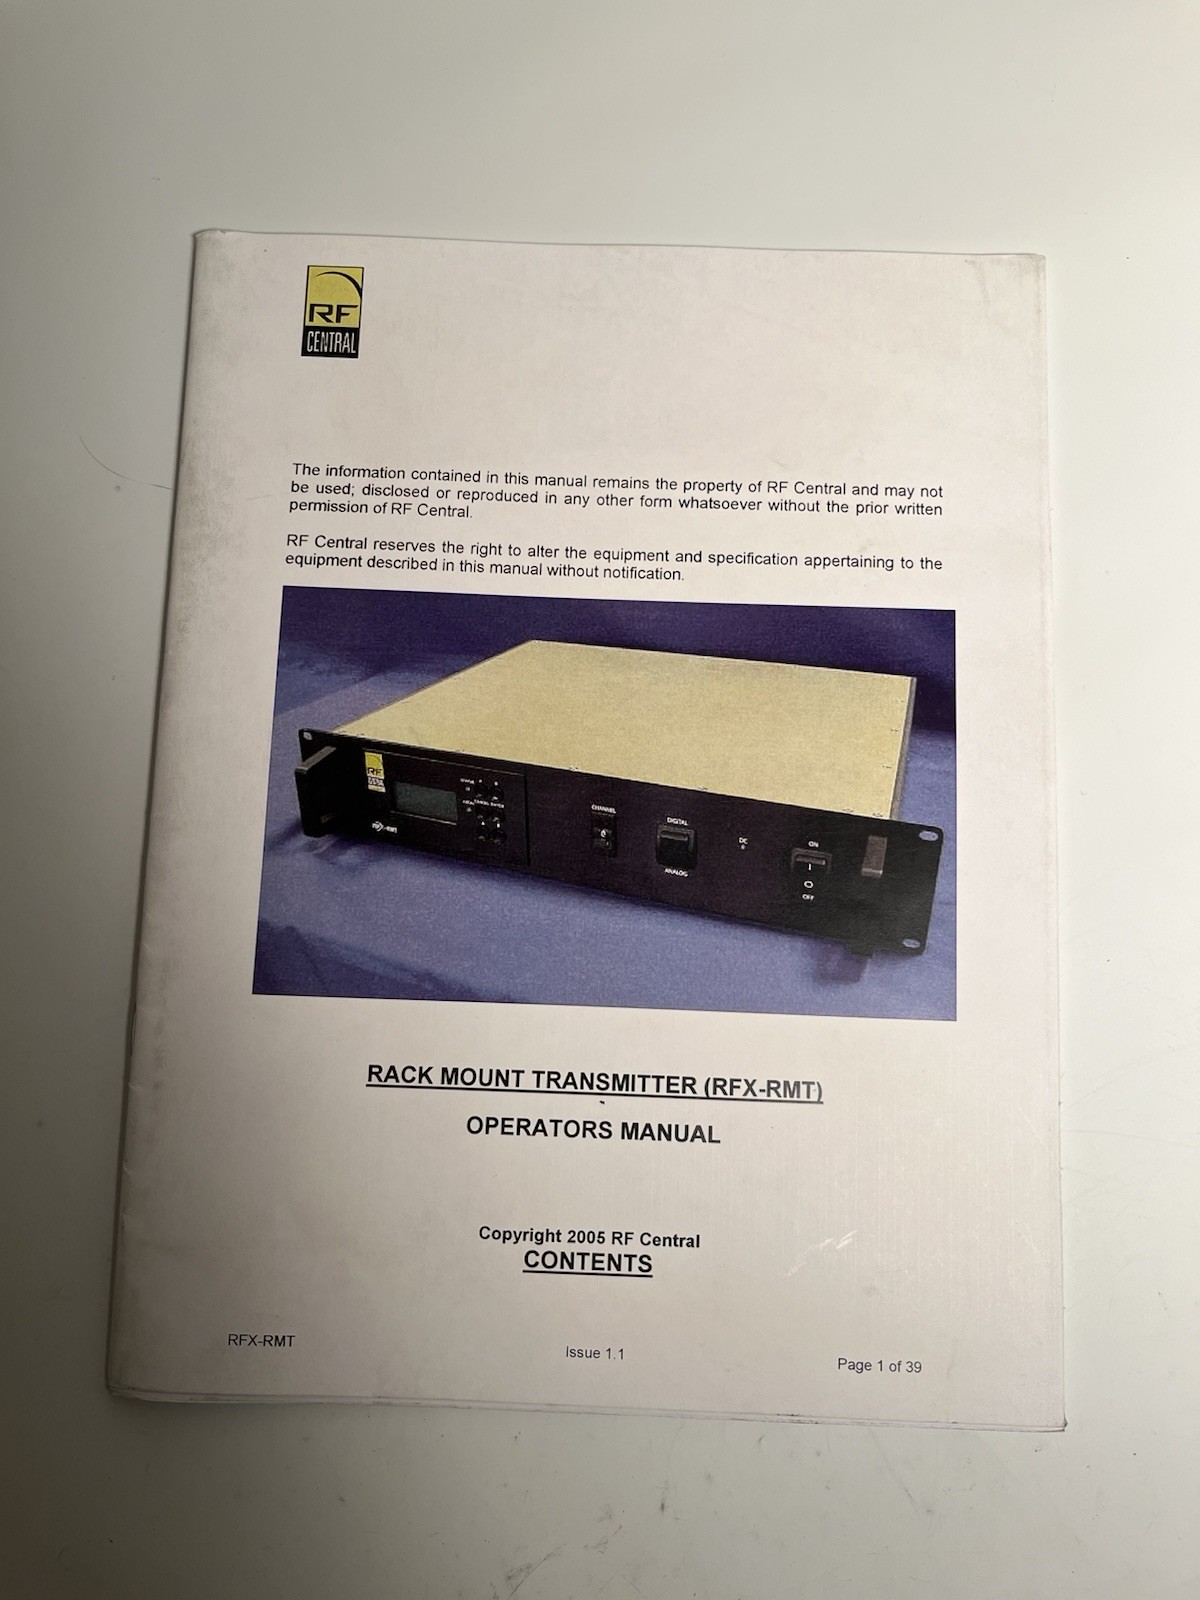 RF
CENTRAL
The information contained in this manual remains the property of RF Central and may not
be used; disclosed or reproduced in any other form whatsoever without the prior written
permission of RF Central.
RF Central reserves the right to alter the equipment and specification appertaining to the
equipment described in this manual without notification.
RF
CHANNEL
DIGITAL
ANALOG
DC
ON
OFF
RACK MOUNT TRANSMITTER (RFX-RMT)
OPERATORS MANUAL
Copyright 2005 RF Central
CONTENTS
RFX-RMT
Issue 1.1
Page 1 of 39